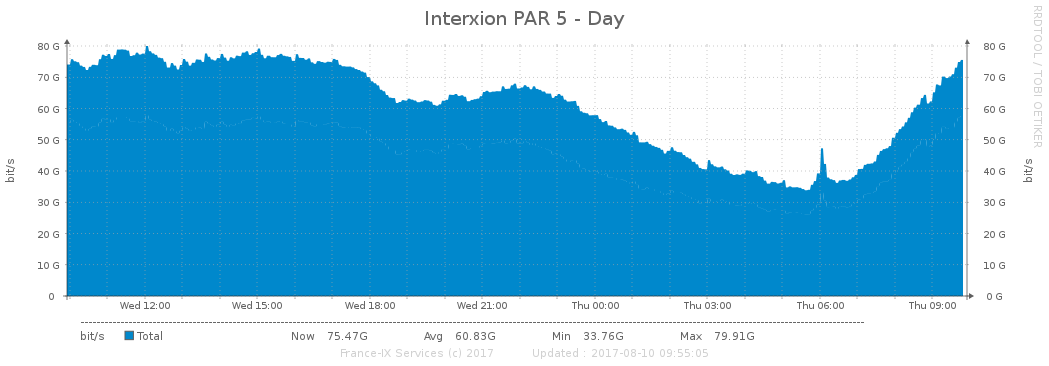 Interxion PAR 5 - Day
RRDTOOL / TOBI OETIKER
bit/s
80 G 80 G
70 G 70 G
60 G 60 G
50 G 50 G
40 G 40 G
30 G 30 G
20 G 20 G
10 G 10 G
0 0 G
bit/s
Wed 12:00 Wed 15:00 Wed 18:00 Wed 21:00 Thu 00:00 Thu 03:00 Thu 06:00 Thu 09:00
bit/s Total Now 75.47G Avg 60.83G Min 33.76G Max 79.91G
France-IX Services (c) 2017 Updated : 2017-08-10 09:55:05